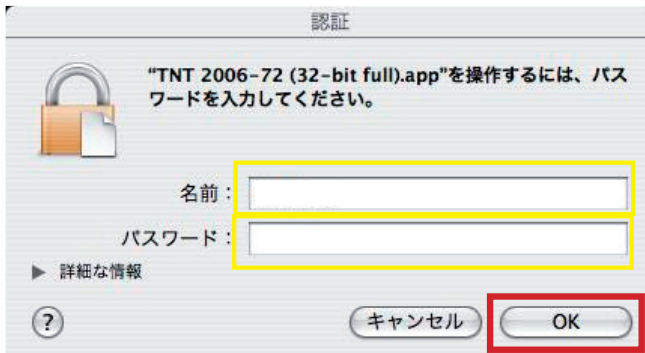 認証
"TNT 2006-72 (32-bit full).app"を操作するには、パス
ワードを入力してください。
名前：
パスワード：
▶ 詳細な情報
?
キャンセル
OK